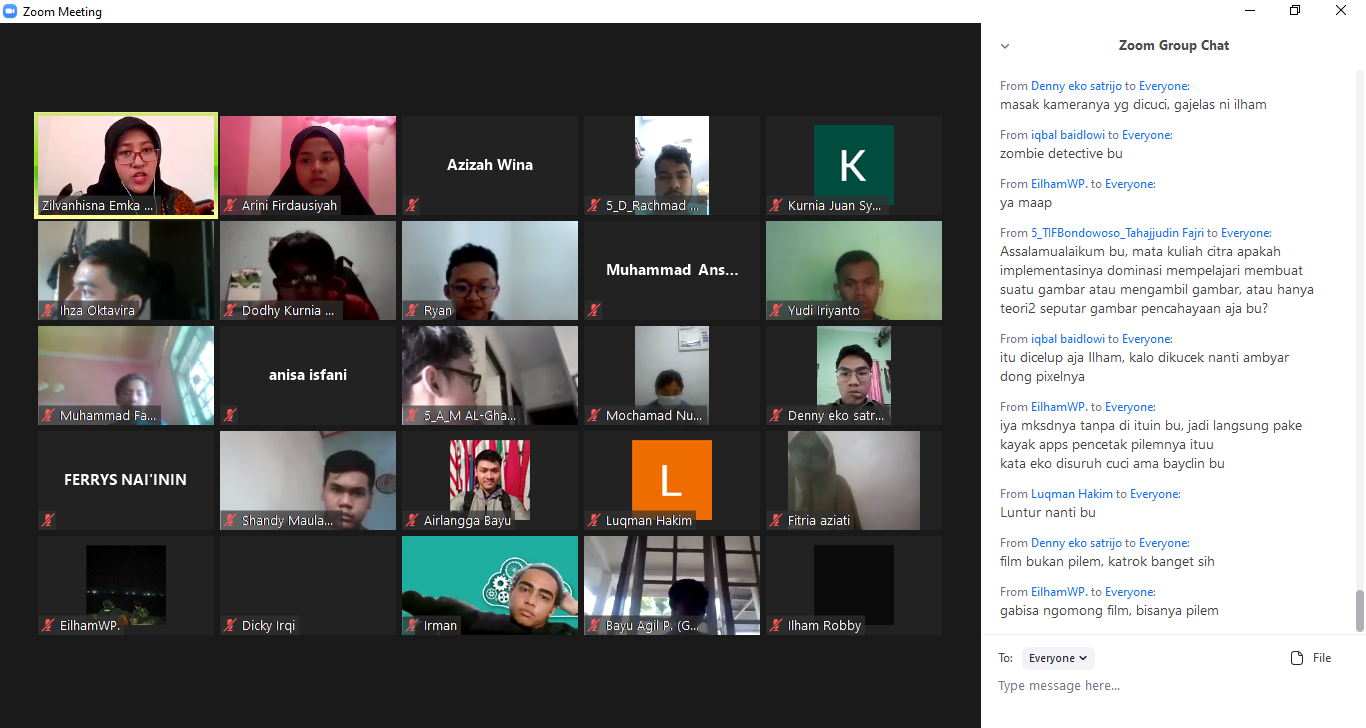 Zoom Meeting
Zilvanhisna Emka ...
Arini Firdausiyah
Azizah Wina
5_D_Rachmad ...
K
Kurnia Juan Sy...
Ihza Oktavira
Dodhy Kurnia ...
Ryan
Muhammad Ans...
Yudi Iriyanto
Muhammad Fa...
anisa isfani
5_A_M AL-Gha...
Mochamad Nu...
Denny eko satr...
FERRYS NAI'ININ
Shandy Maula...
Airlangga Bayu
L
Luqman Hakim
Fitria aziati
EilhamWP.
Dicky Irqi
Irman
Bayu Agil P. (G...
Ilham Robby
Zoom Group Chat
From Denny eko satrijo to Everyone:
masak kameranya yg dicuci, gajelas ni ilham
From iqbal baidlowi to Everyone:
zombie detective bu
From EilhamWP. to Everyone:
ya maap
From 5_TIFBondowoso_Tahajjudin Fajri to Everyone:
Assalamualaikum bu, mata kuliah citra apakah
implementasinya dominasi mempelajari membuat
suatu gambar atau mengambil gambar, atau hanya
teori2 seputar gambar pencahayaan aja bu?
From iqbal baidlowi to Everyone:
itu dicelup aja Ilham, kalo dikucek nanti ambyar
dong pixelnya
From EilhamWP. to Everyone:
iya mksdnya tanpa di ituin bu, jadi langsung pake
kayak apps pencetak pilemnya ituu
kata eko disuruh cuci ama bayclin bu
From Luqman Hakim to Everyone:
Luntur nanti bu
From Denny eko satrijo to Everyone:
film bukan pilem, katrok banget sih
From EilhamWP. to Everyone:
gabisa ngomong film, bisanya pilem
To: Everyone
File
Type message here...